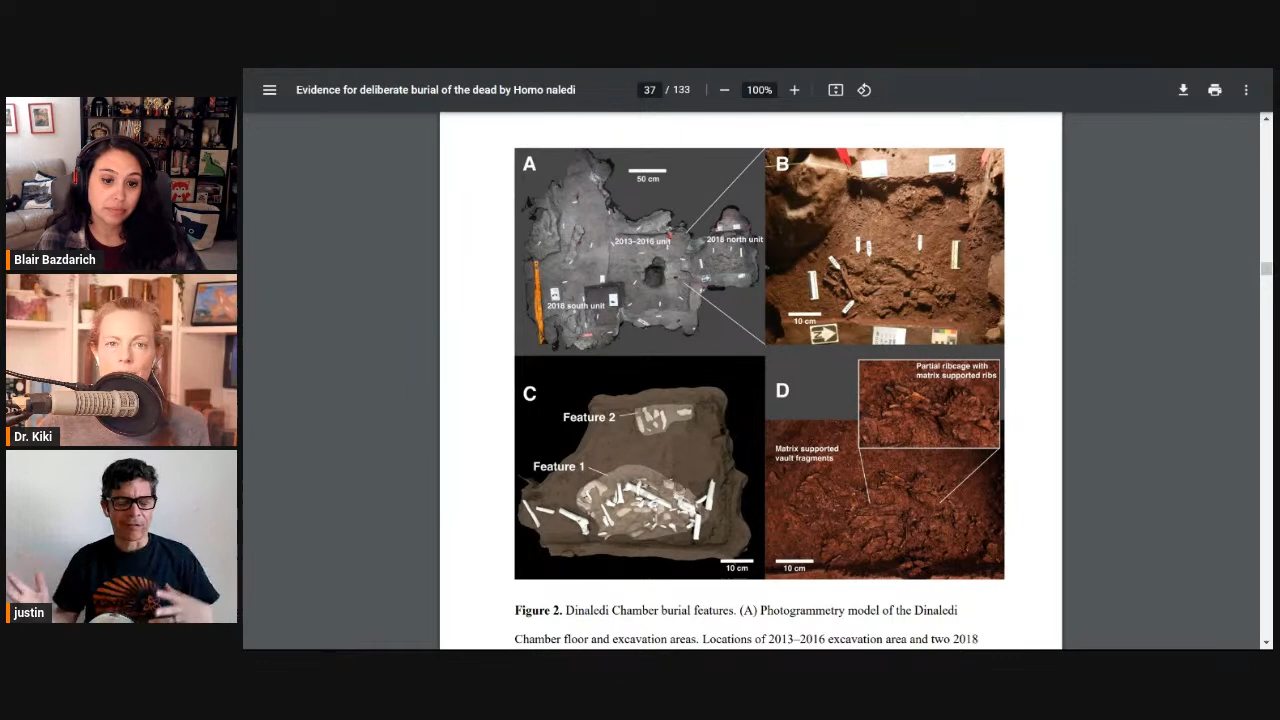 Evidence for deliberate burial of the dead by Homo naledi
37 / 133
100%
Blair Bazdarich
Dr. Kiki
justin
A
50 cm
2013–2016 unit
2018 north unit
2018 south unit
B
10 cm
C
Feature 2
Feature 1
10 cm
D
Partial ribcage with
matrix supported ribs
Matrix supported
vault fragments
10 cm
Figure 2. Dinaledi Chamber burial features. (A) Photogrammetry model of the Dinaledi
Chamber floor and excavation areas. Locations of 2013–2016 excavation area and two 2018